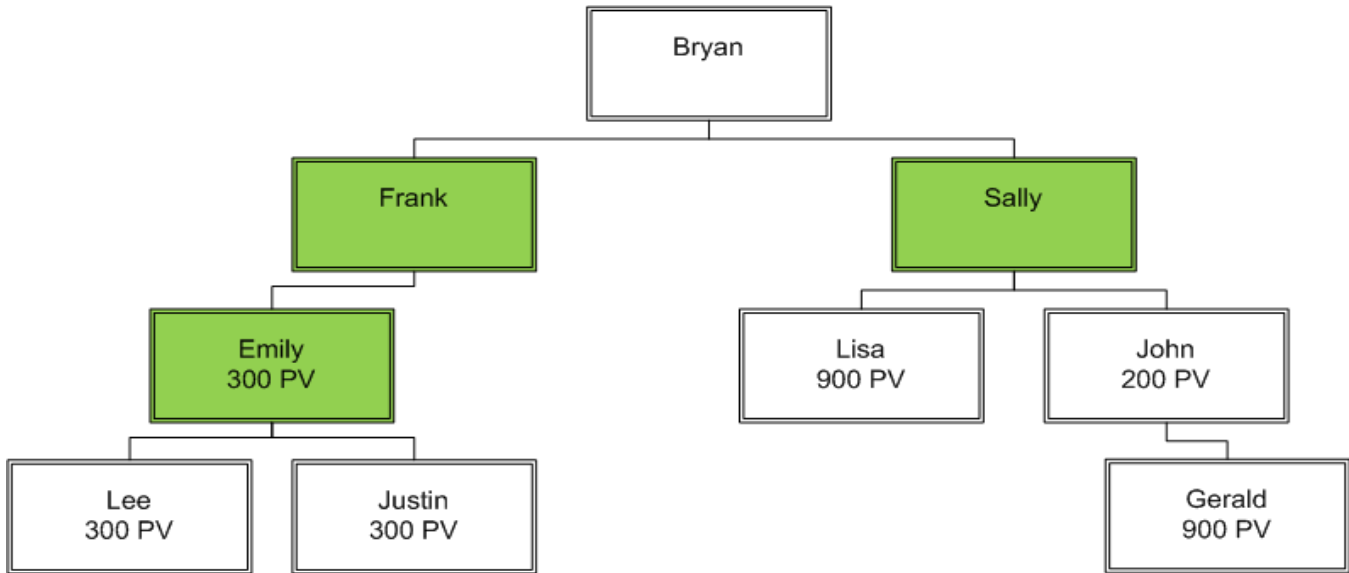 Bryan
Frank
Sally
Emily
300 PV
Lisa
900 PV
John
200 PV
Lee
300 PV
Justin
300 PV
Gerald
900 PV